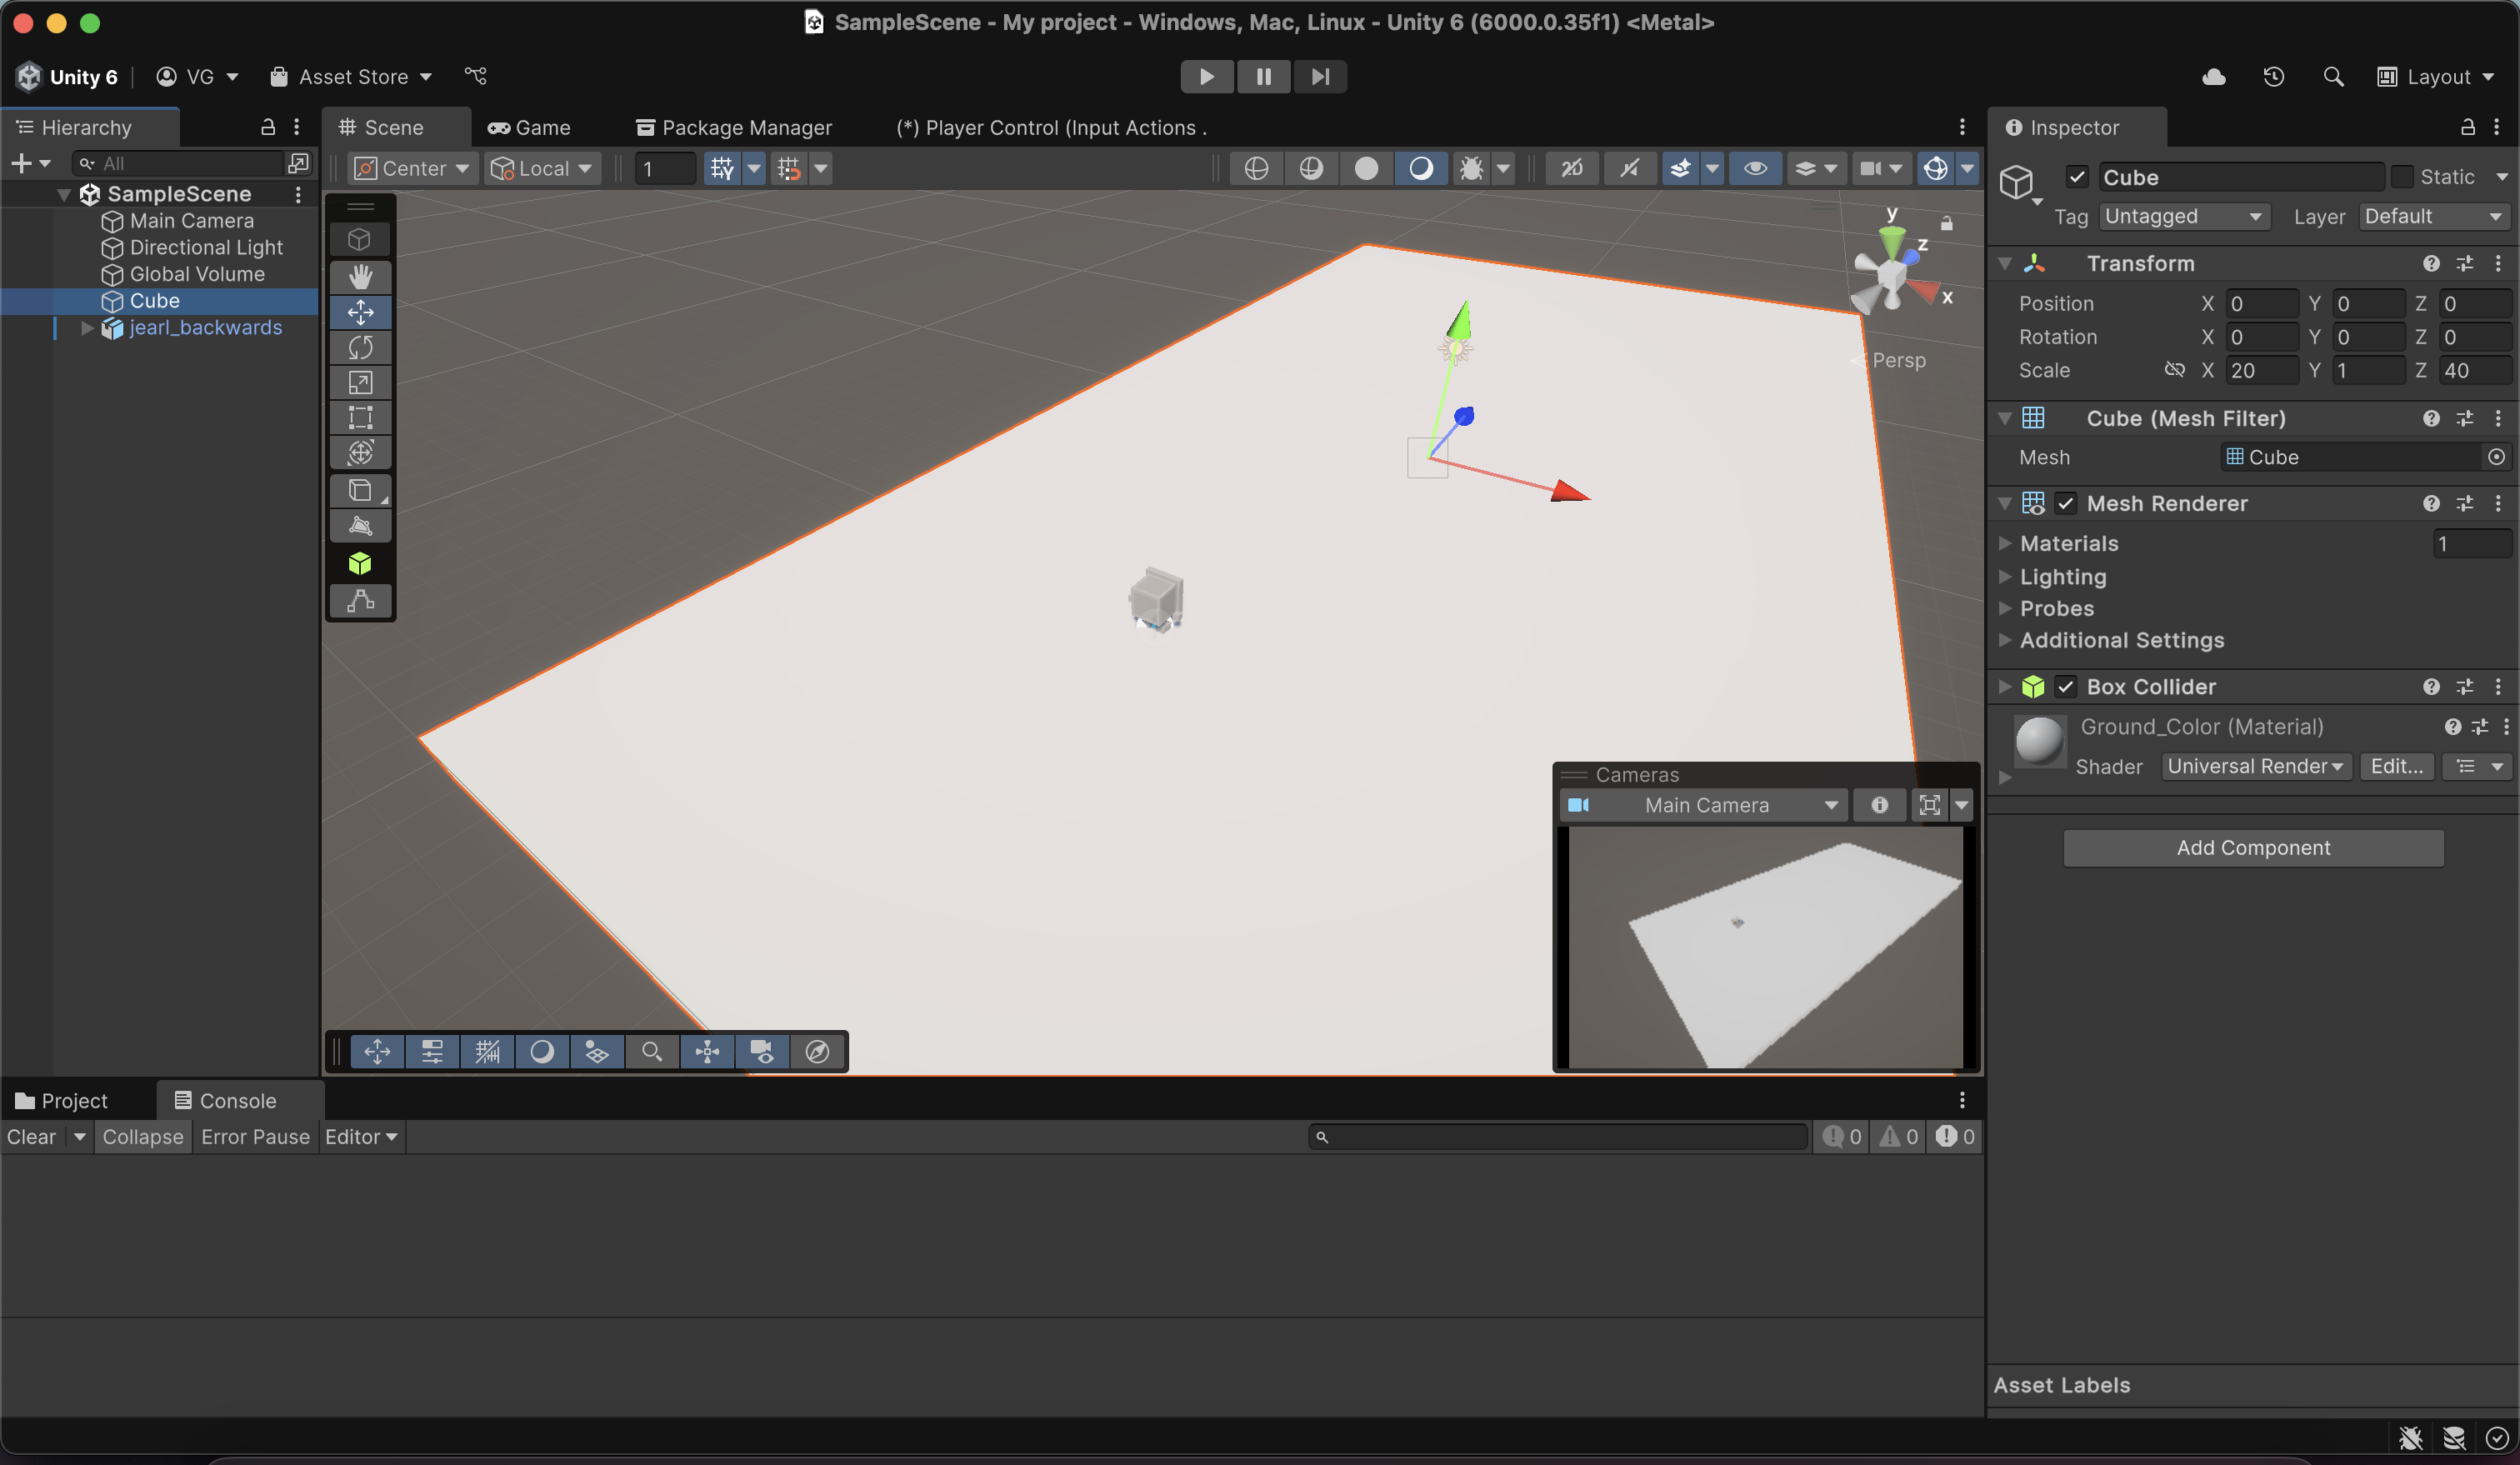 SampleScene - My project - Windows, Mac, Linux - Unity 6 (6000.0.35f1) <Metal>
Unity 6
VG
Asset Store
Layout
Hierarchy
Scene
Game
Package Manager
(*) Player Control (Input Actions .
Inspector
All
Center
Local
1
2D
Cube
Static
Tag
Untagged
Layer
Default
SampleScene
Main Camera
Directional Light
Global Volume
Cube
jearl_backwards
y
z
x
Persp
Transform
Position X 0 Y 0 Z 0
Rotation X 0 Y 0 Z 0
Scale X 20 Y 1 Z 40
Cube (Mesh Filter)
Mesh
Cube
Mesh Renderer
Materials
1
Lighting
Probes
Additional Settings
Box Collider
Ground_Color (Material)
Shader
Universal Render
Edit...
Add Component
Cameras
Main Camera
Project
Console
Clear
Collapse
Error Pause
Editor
0
0
0
Asset Labels